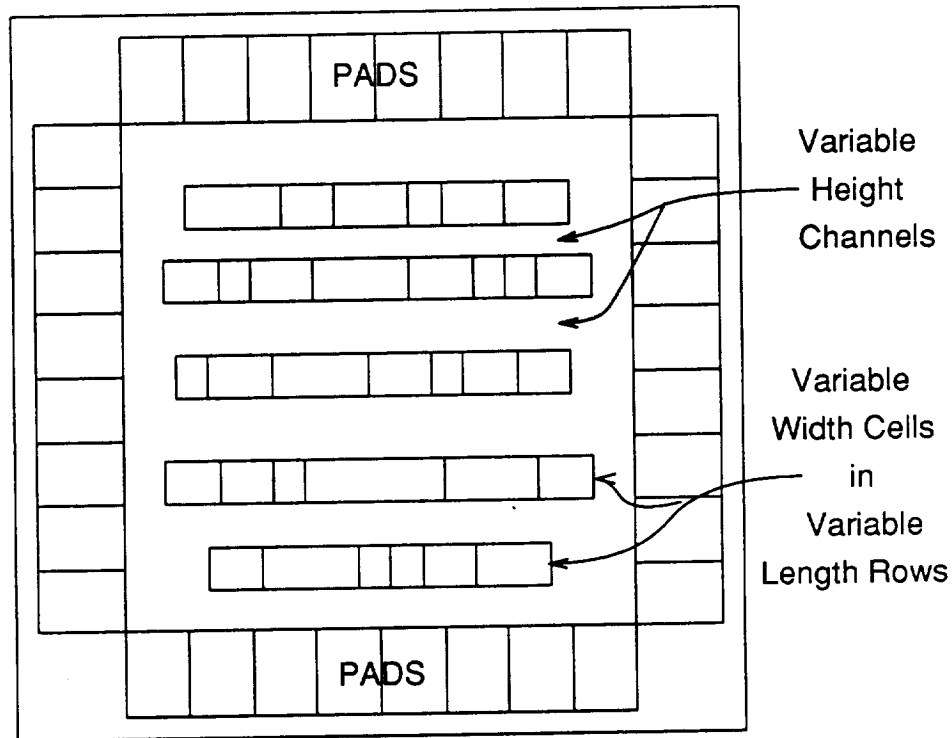 PADS
Variable
Height
Channels
Variable
Width Cells
in
Variable
Length Rows
PADS